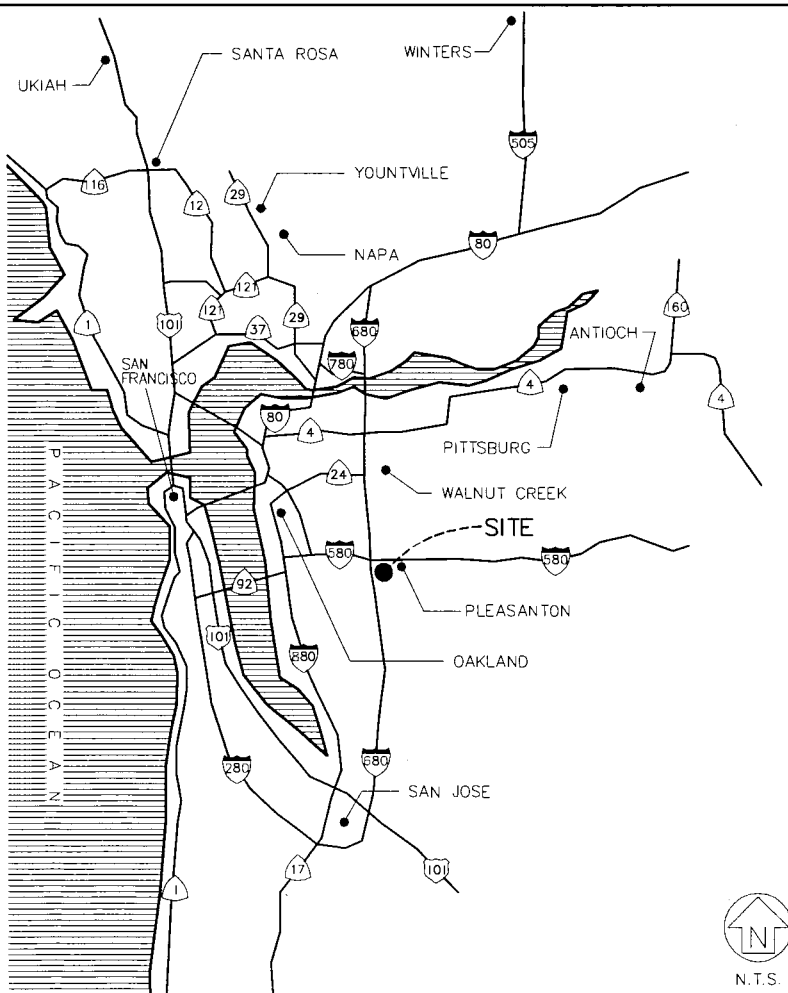 WINTERS
SANTA ROSA
UKIAH
505
YOUNTVILLE
116
12
29
NAPA
80
121
160
1
101
121
37
29
680
ANTIOCH
SAN
FRANCISCO
780
80
4
4
4
PITTSBURG
24
WALNUT CREEK
SITE
580
580
92
PLEASANTON
101
880
OAKLAND
PACIFIC OCEAN
280
680
SAN JOSE
17
101
1
N
N.T.S.